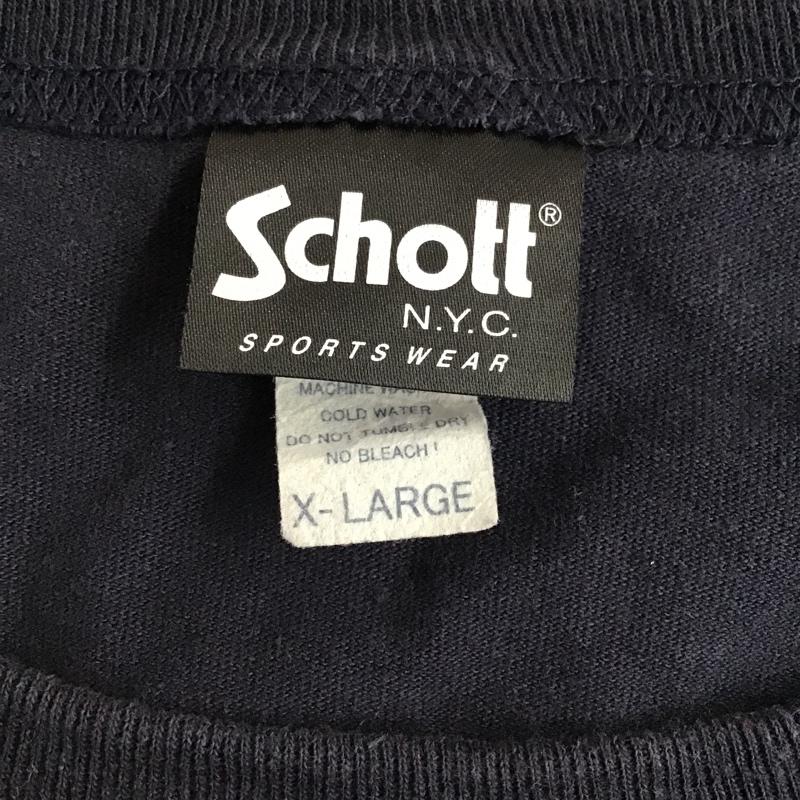 Schott®
N.Y.C.
SPORTS WEAR
MACHINE
COLD WATER
DO NOT TUMBLE DRY
NO BLEACH!
X-LARGE